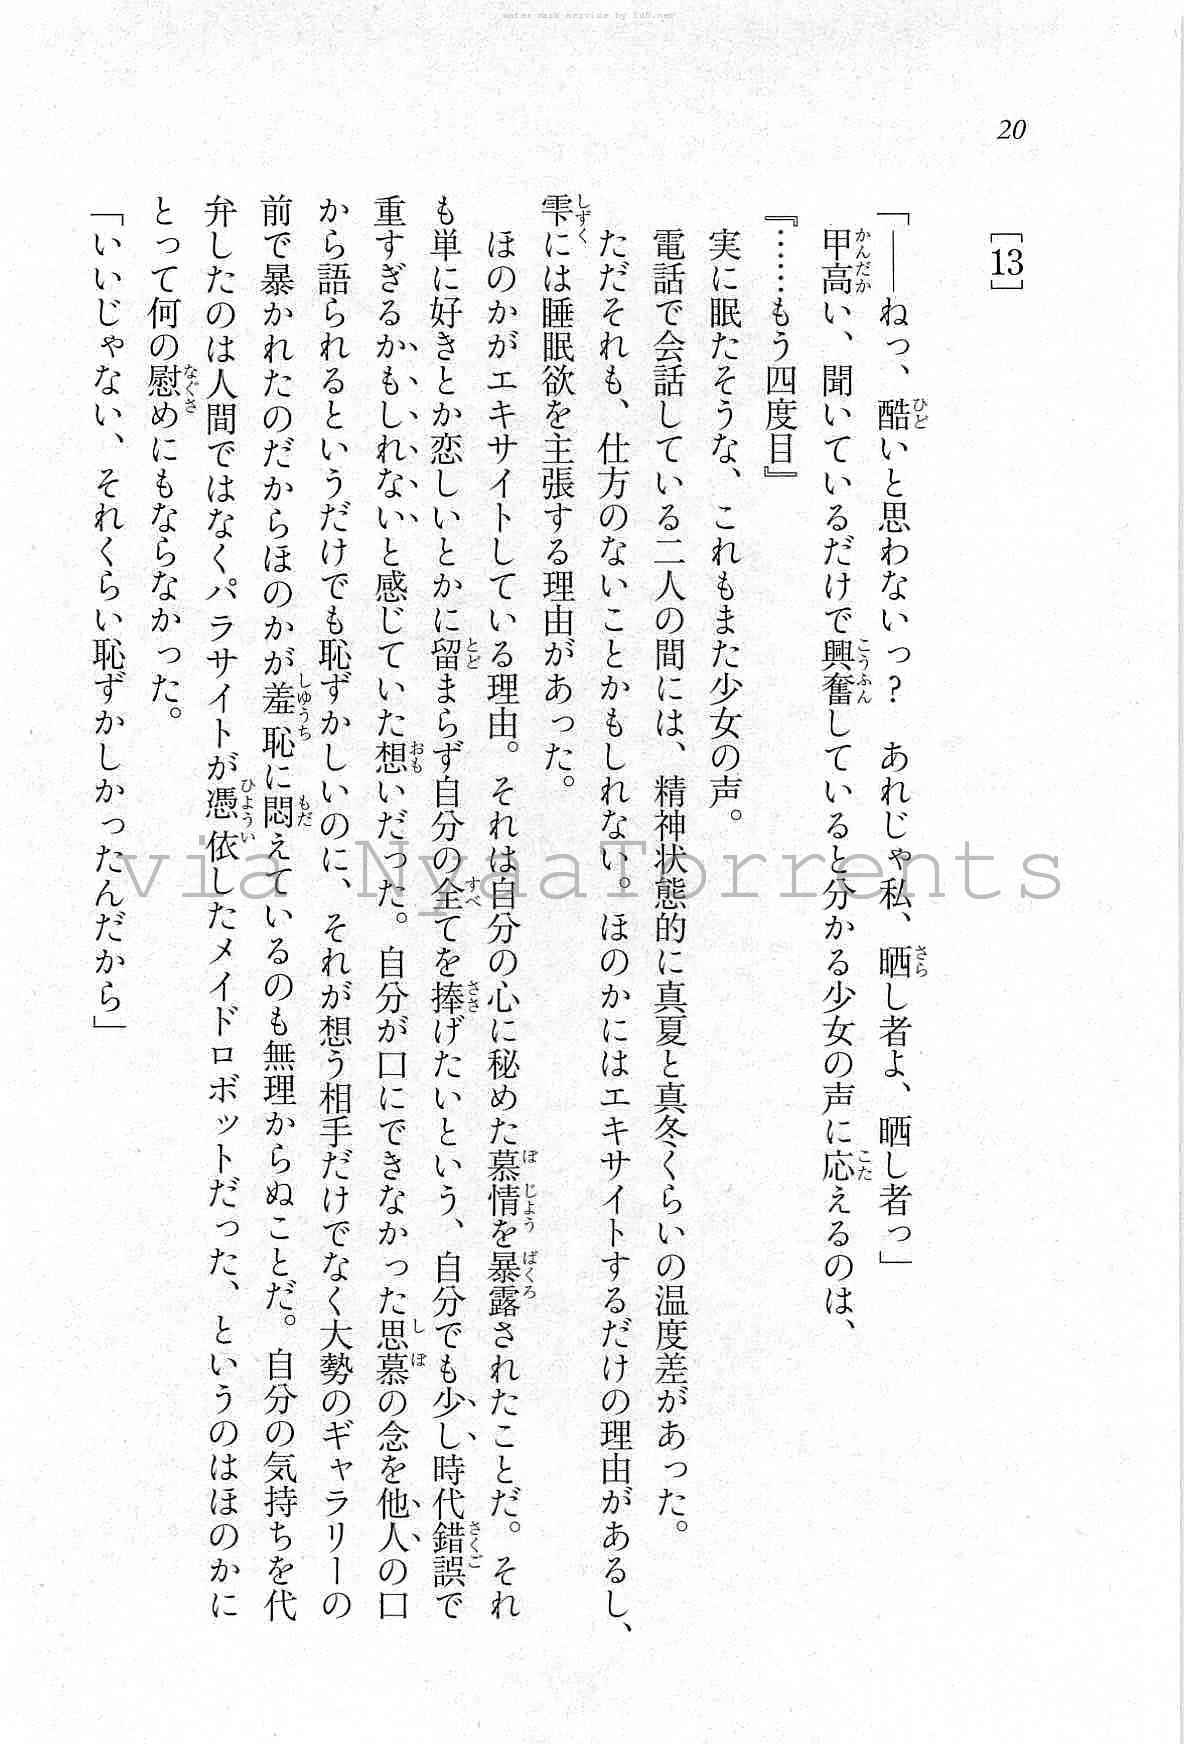 water mark service by ld0.net
20
[13]
「――ねっ、酷いと思わないっ？　あれじゃ私、晒し者よ、晒し者っ」
甲高い、聞いているだけで興奮していると分かる少女の声に応えるのは、
『……もう四度目』
実に眠たそうな、これもまた少女の声。
電話で会話している二人の間には、精神状態的に真夏と真冬くらいの温度差があった。
ただそれも、仕方のないことかもしれない。ほのかにはエキサイトするだけの理由があるし、
雫には睡眠欲を主張する理由があった。
ほのかがエキサイトしている理由。それは自分の心に秘めた慕情を暴露されたことだ。それ
も単に好きとか恋しいとかに留まらず自分の全てを捧げたいという、自分でも少し時代錯誤で
重すぎるかもしれないと感じていた想いだった。自分が口にできなかった思慕の念を他人の口
から語られるというだけでも恥ずかしいのに、それが想う相手だけでなく大勢のギャラリーの
前で暴かれたのだからほのかが羞恥に悶えているのも無理からぬことだ。自分の気持ちを代
弁したのは人間ではなくパラサイトが憑依したメイドロボットだった、というのはほのかに
とって何の慰めにもならなかった。
「いいじゃない、それくらい恥ずかしかったんだから」
via NyaaTorrents